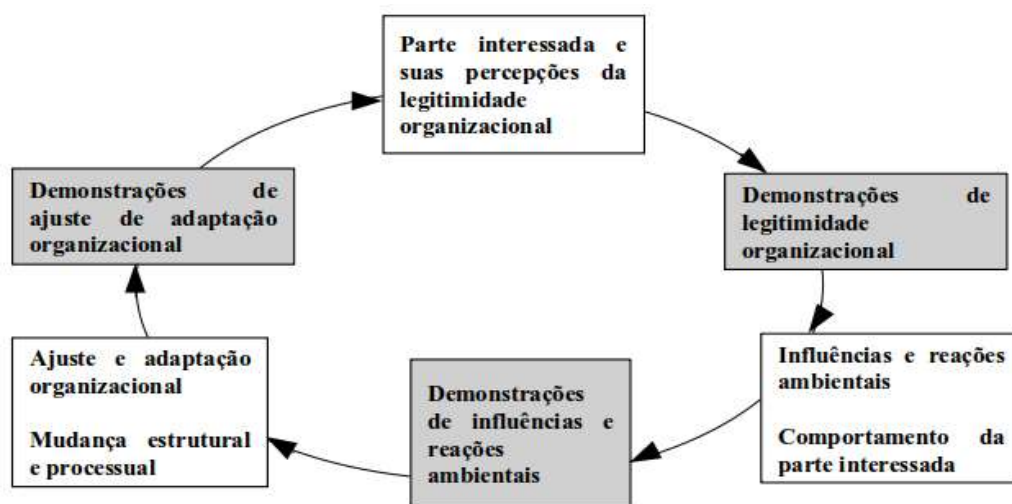 Parte interessada e
suas percepções da
legitimidade
organizacional
Demonstrações de
legitimidade
organizacional
Influências e reações
ambientais
Comportamento da
parte interessada
Demonstrações
de influências e
reações
ambientais
Ajuste e adaptação
organizacional
Mudança estrutural
e processual
Demonstrações de
ajuste de adaptação
organizacional